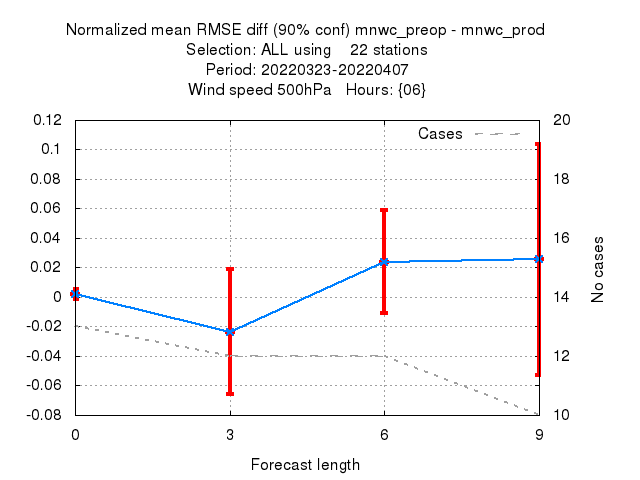 Normalized mean RMSE diff (90% conf) mnwc_preop - mnwc_prod
Selection: ALL using 22 stations
Period: 20220323-20220407
Wind speed 500hPa Hours: {06}
Cases
0.12
0.1
0.08
0.06
0.04
0.02
0
-0.02
-0.04
-0.06
-0.08
20
18
16
14
12
10
No cases
0 3 6 9
Forecast length